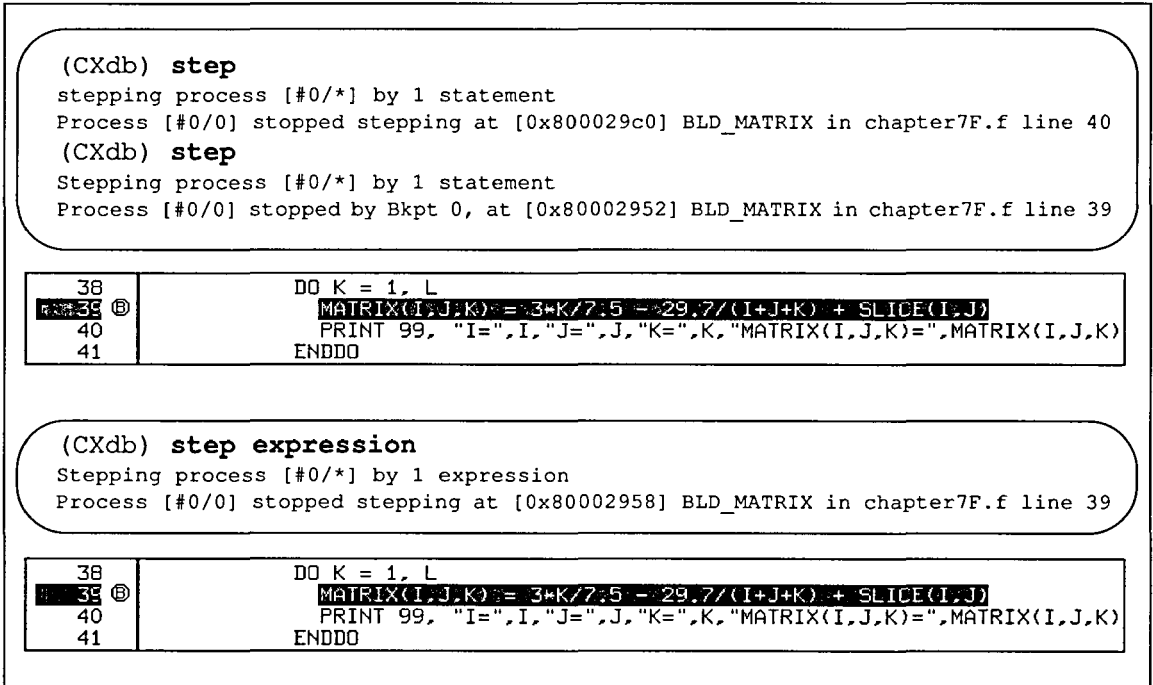 (CXdb) step
stepping process [#0/*] by 1 statement
Process [#0/0] stopped stepping at [0x800029c0] BLD_MATRIX in chapter7F.f line 40
(CXdb) step
Stepping process [#0/*] by 1 statement
Process [#0/0] stopped by Bkpt 0, at [0x80002952] BLD_MATRIX in chapter7F.f line 39
38 DO K = 1, L
39 Ⓑ MATRIX(I,J,K) = 3*K/7.5 - 29.7/(I+J+K) + SLICE(I,J)
40 PRINT 99, "I=",I,"J=",J,"K=",K,"MATRIX(I,J,K)=",MATRIX(I,J,K)
41 ENDDO
(CXdb) step expression
Stepping process [#0/*] by 1 expression
Process [#0/0] stopped stepping at [0x80002958] BLD_MATRIX in chapter7F.f line 39
38 DO K = 1, L
39 Ⓑ MATRIX(I,J,K) = 3*K/7.5 - 29.7/(I+J+K) + SLICE(I,J)
40 PRINT 99, "I=",I,"J=",J,"K=",K,"MATRIX(I,J,K)=",MATRIX(I,J,K)
41 ENDDO